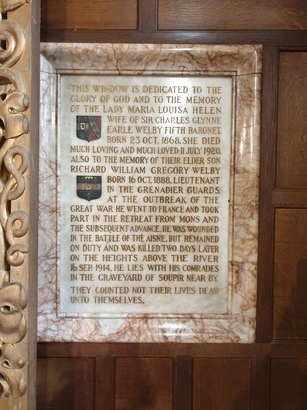 THIS WINDOW IS DEDICATED TO THE
GLORY OF GOD AND TO THE MEMORY
OF THE LADY MARIA LOUISA HELEN
WIFE OF SIR CHARLES GLYNNE
EARLE WELBY FIFTH BARONET.
BORN 23 OCT. 1868. SHE DIED
MUCH LOVING AND MUCH LOVED 11 JULY 1920.
ALSO TO THE MEMORY OF THEIR ELDER SON
RICHARD WILLIAM GREGORY WELBY
BORN 16 OCT. 1888. LIEUTENANT
IN THE GRENADIER GUARDS.
AT THE OUTBREAK OF THE
GREAT WAR HE WENT TO FRANCE AND TOOK
PART IN THE RETREAT FROM MONS AND
THE SUBSEQUENT ADVANCE. HE WAS WOUNDED
IN THE BATTLE OF THE AISNE, BUT REMAINED
ON DUTY AND WAS KILLED TWO DAYS LATER
ON THE HEIGHTS ABOVE THE RIVER
16 SEP. 1914. HE LIES WITH HIS COMRADES
IN THE GRAVEYARD OF SOUPIR NEAR BY.
THEY COUNTED NOT THEIR LIVES DEAR
UNTO THEMSELVES.